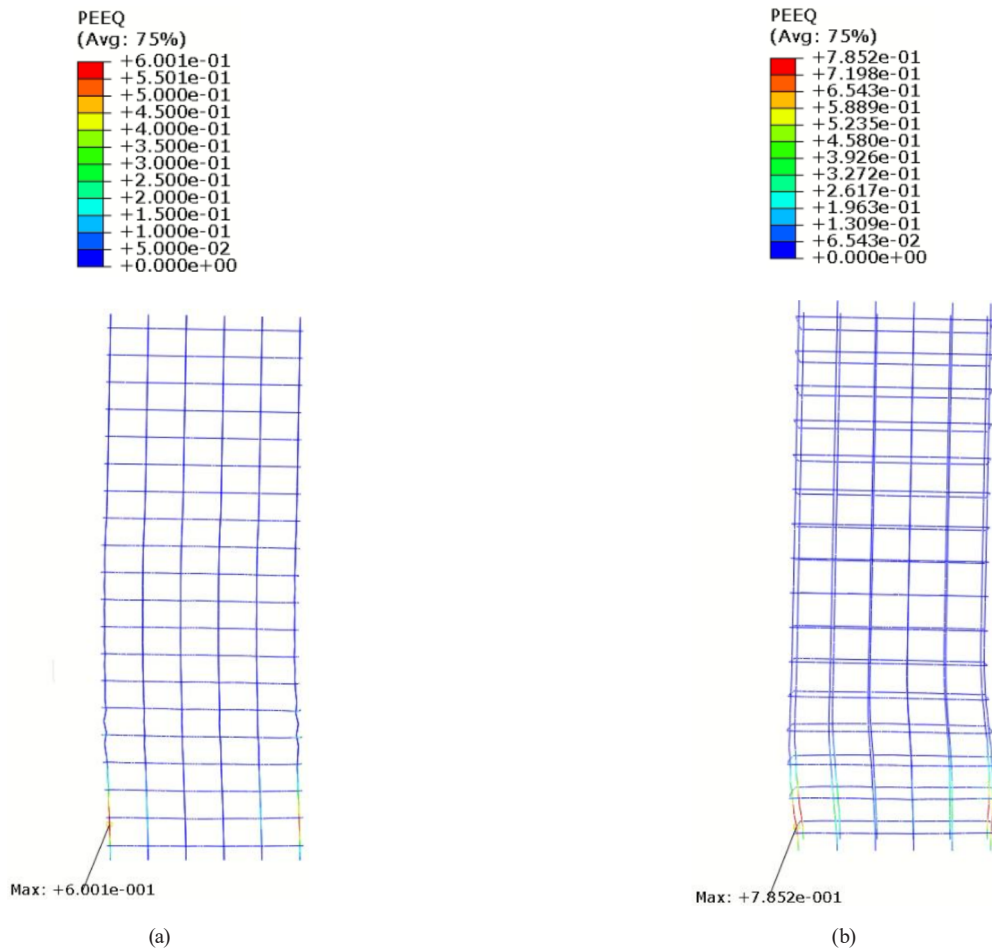 PEEQ
(Avg: 75%)
+6.001e-01
+5.501e-01
+5.000e-01
+4.500e-01
+4.000e-01
+3.500e-01
+3.000e-01
+2.500e-01
+2.000e-01
+1.500e-01
+1.000e-01
+5.000e-02
+0.000e+00
Max: +6.001e-001
(a)
PEEQ
(Avg: 75%)
+7.852e-01
+7.198e-01
+6.543e-01
+5.889e-01
+5.235e-01
+4.580e-01
+3.926e-01
+3.272e-01
+2.617e-01
+1.963e-01
+1.309e-01
+6.543e-02
+0.000e+00
Max: +7.852e-001
(b)